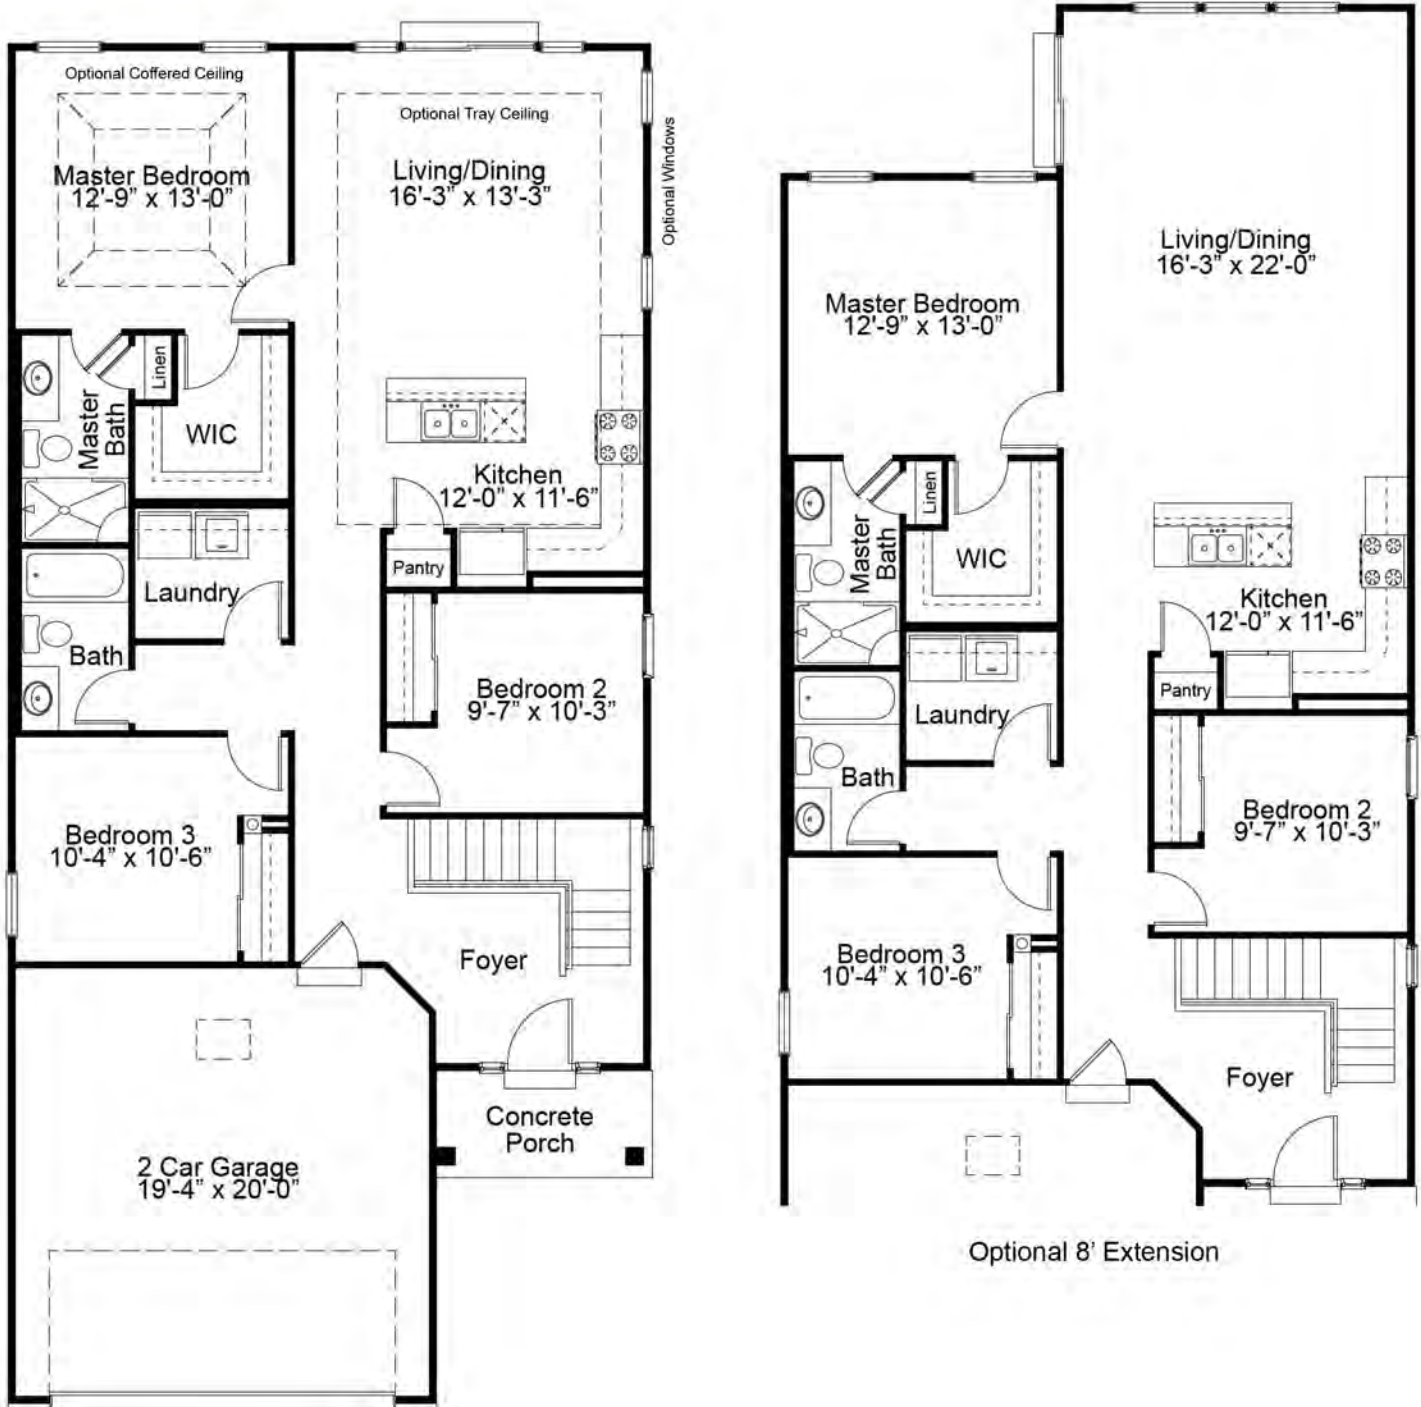 Optional Coffered Ceiling
Master Bedroom
12'-9” x 13'-0”
Optional Tray Ceiling
Living/Dining
16'-3” x 13'-3”
Optional Windows
Linen
Master
Bath
WIC
Kitchen
12'-0” x 11'-6”
Pantry
Laundry
Bath
Bedroom 2
9'-7” x 10'-3”
Bedroom 3
10'-4” x 10'-6”
Foyer
Concrete
Porch
2 Car Garage
19'-4” x 20'-0”
Living/Dining
16'-3” x 22'-0”
Master Bedroom
12'-9” x 13'-0”
Linen
Master
Bath
WIC
Kitchen
12'-0” x 11'-6”
Pantry
Laundry
Bath
Bedroom 2
9'-7” x 10'-3”
Bedroom 3
10'-4” x 10'-6”
Foyer
Optional 8' Extension